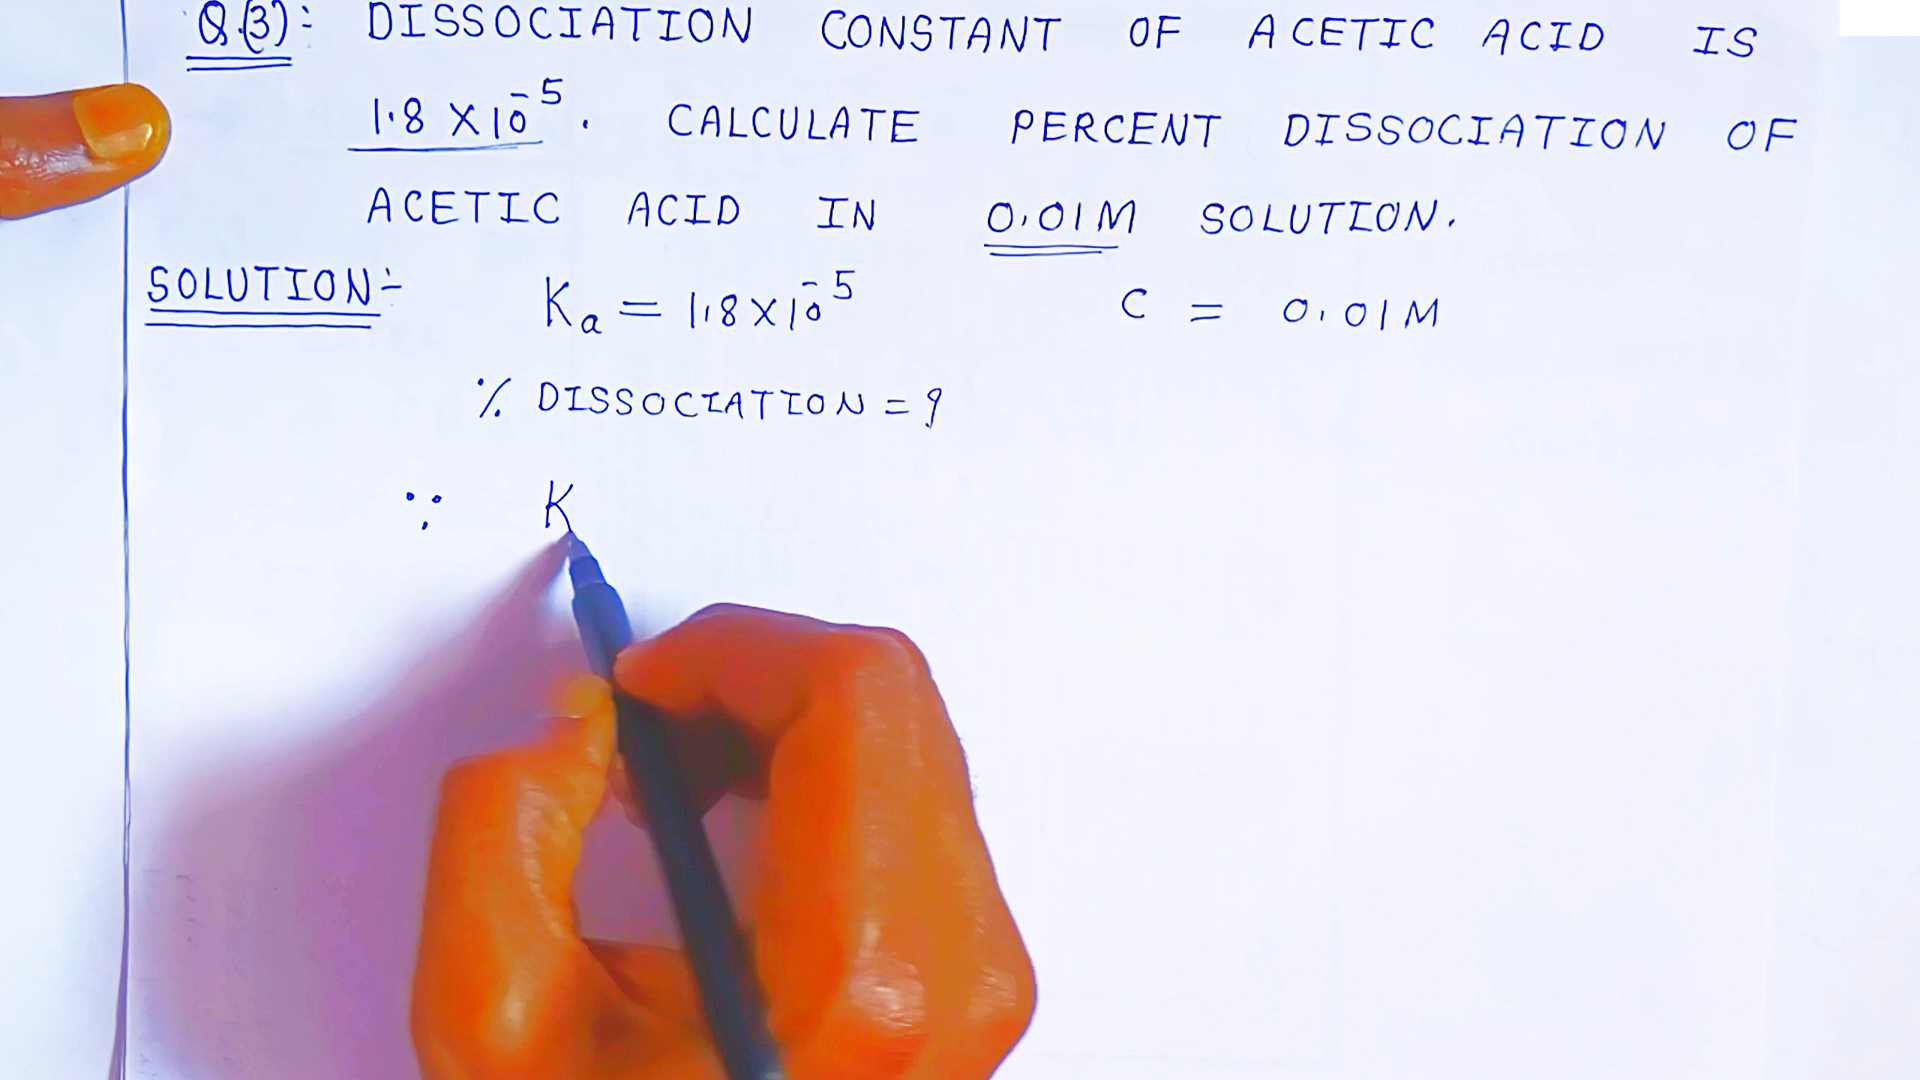 Q.(3):- DISSOCIATION CONSTANT OF ACETIC ACID IS
1.8 × 10⁻⁵. CALCULATE PERCENT DISSOCIATION OF
ACETIC ACID IN 0.01M SOLUTION.
SOLUTION:- Kₐ = 1.8 × 10⁻⁵ C = 0.01M
% DISSOCIATION = ?
∵ K